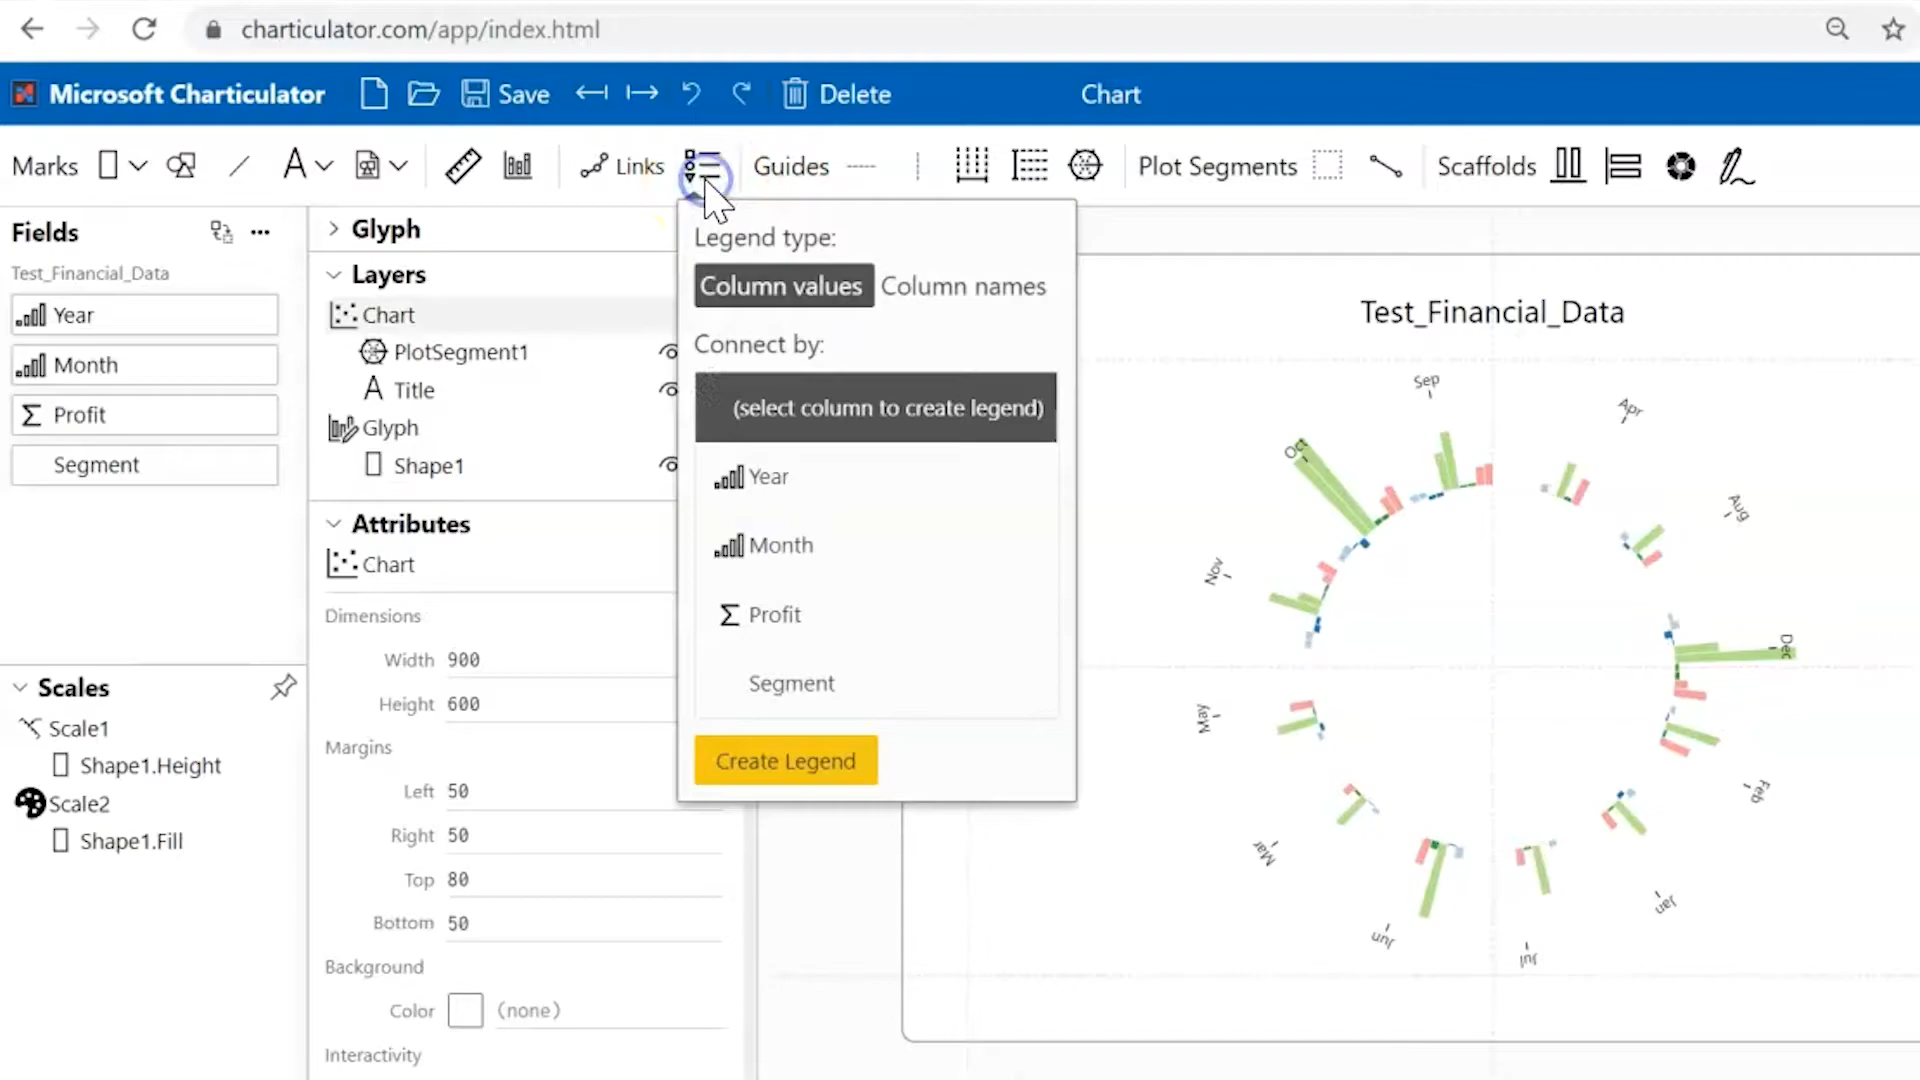 charticulator.com/app/index.html
Microsoft Charticulator Save Delete Chart
Marks Links Guides Plot Segments Scaffolds
Fields
Test_Financial_Data
Year
Month
Profit
Segment
Scales
Scale1
Shape1.Height
Scale2
Shape1.Fill
Glyph
Layers
Chart
PlotSegment1
Title
Glyph
Shape1
Attributes
Chart
Dimensions
Width 900
Height 600
Margins
Left 50
Right 50
Top 80
Bottom 50
Background
Color (none)
Interactivity
Legend type:
Column values Column names
Connect by:
(select column to create legend)
Year
Month
Profit
Segment
Create Legend
Test_Financial_Data
Sep
Apr
Oct
Aug
Nov
Dec
May
Feb
Mar
Jan
Jun
Jul